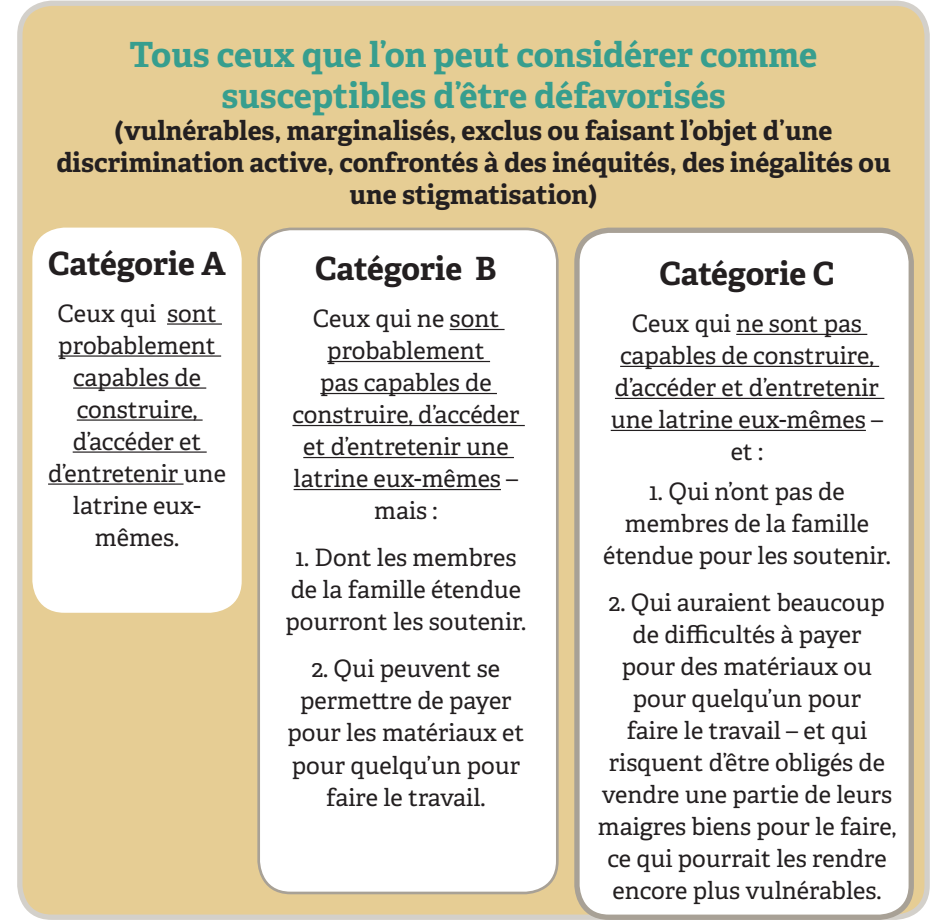 Tous ceux que l'on peut considérer comme
susceptibles d'être défavorisés
(vulnérables, marginalisés, exclus ou faisant l'objet d'une
discrimination active, confrontés à des inéquités, des inégalités ou
une stigmatisation)
Catégorie A
Ceux qui sont
probablement
capables de
construire,
d'accéder et
d'entretenir une
latrine eux-
mêmes.
Catégorie B
Ceux qui ne sont
probablement
pas capables de
construire, d'accéder
et d'entretenir une
latrine eux-mêmes –
mais :
1. Dont les membres
de la famille étendue
pourront les soutenir.
2. Qui peuvent se
permettre de payer
pour les matériaux et
pour quelqu'un pour
faire le travail.
Catégorie C
Ceux qui ne sont pas
capables de construire,
d'accéder et d'entretenir
une latrine eux-mêmes –
et :
1. Qui n'ont pas de
membres de la famille
étendue pour les soutenir.
2. Qui auraient beaucoup
de difficultés à payer
pour des matériaux ou
pour quelqu'un pour
faire le travail – et qui
risquent d'être obligés de
vendre une partie de leurs
maigres biens pour le faire,
ce qui pourrait les rendre
encore plus vulnérables.